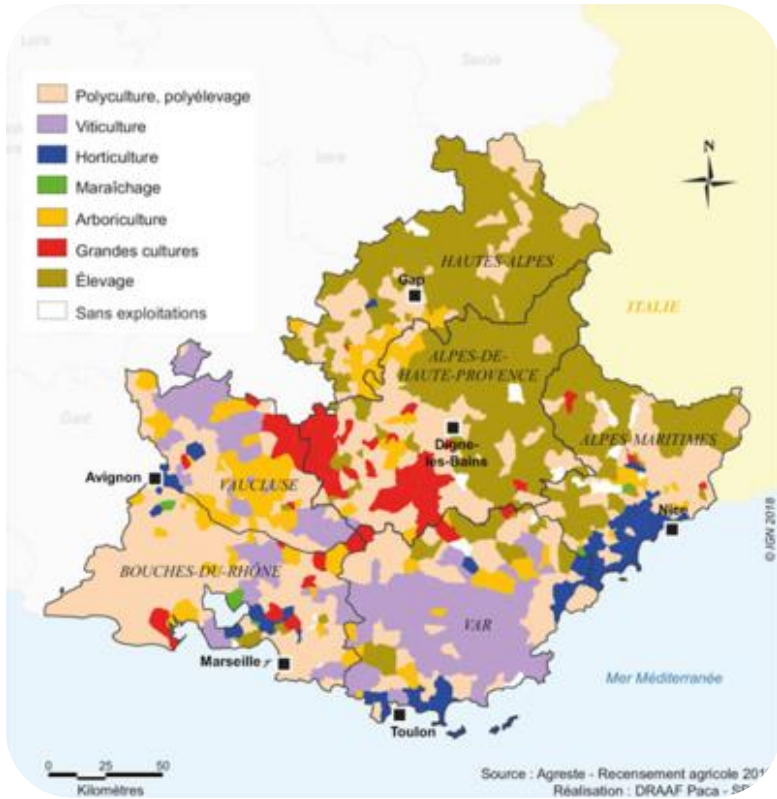 Polyculture, polyélevage
Viticulture
Horticulture
Maraîchage
Arboriculture
Grandes cultures
Élevage
Sans exploitations
N
HAUTES-ALPES
Gap
ITALIE
ALPES-DE-
HAUTE-PROVENCE
Digne-
les-Bains
ALPES-MARITIMES
Avignon
VAUCLUSE
Nice
© IGN 2018
BOUCHES-DU-RHÔNE
VAR
Marseille
Mer Méditerranée
Toulon
0 25 50
Kilomètres
Source : Agreste - Recensement agricole
Réalisation : DRAAF Paca -